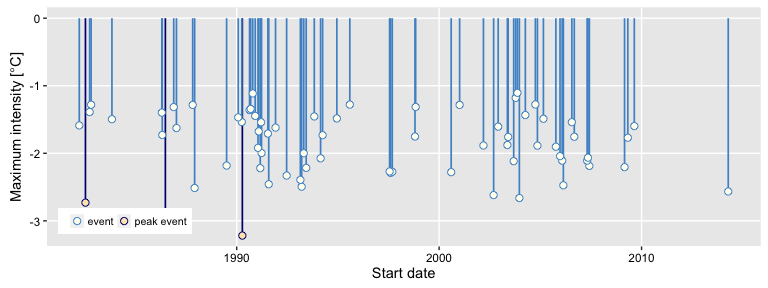 Maximum intensity [°C]
0
-1
-2
-3
event peak event
1990 2000 2010
Start date